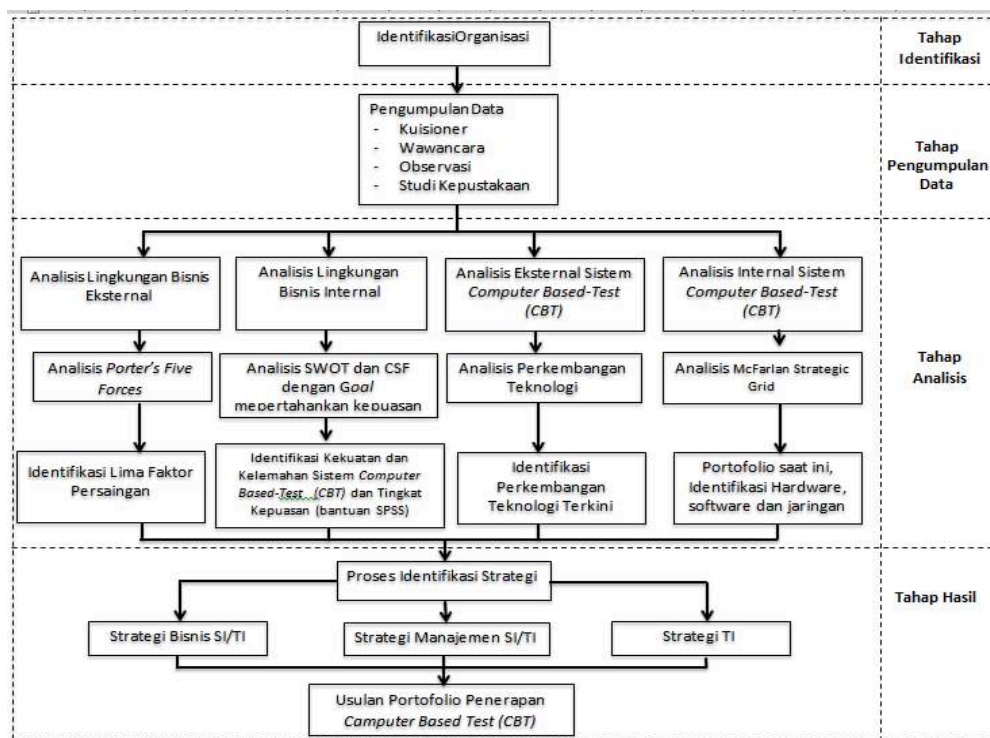 IdentifikasiOrganisasi
Tahap
Identifikasi
PengumpulanData
- Kuisioner
- Wawancara
- Observasi
- Studi Kepustakaan
Tahap
Pengumpulan
Data
Analisis Lingkungan Bisnis
Eksternal
Analisis Lingkungan
Bisnis Internal
Analisis Eksternal Sistem
Computer Based-Test
(CBT)
Analisis Internal Sistem
Computer Based-Test
(CBT)
Analisis Porter's Five
Forces
Analisis SWOT dan CSF
dengan Goal
mepertahankan kepuasan
Analisis Perkembangan
Teknologi
Analisis McFarlan Strategic
Grid
Tahap
Analisis
Identifikasi Lima Faktor
Persaingan
Identifikasi Kekuatan dan
Kelemahan Sistem Computer
Based-Test (CBT) dan Tingkat
Kepuasan (bantuan SPSS)
Identifikasi
Perkembangan
Teknologi Terkini
Portofolio saat ini,
Identifikasi Hardware,
software dan jaringan
Proses Identifikasi Strategi
Tahap Hasil
Strategi Bisnis SI/TI
Strategi Manajemen SI/TI
Strategi TI
Usulan Portofolio Penerapan
Computer Based Test (CBT)